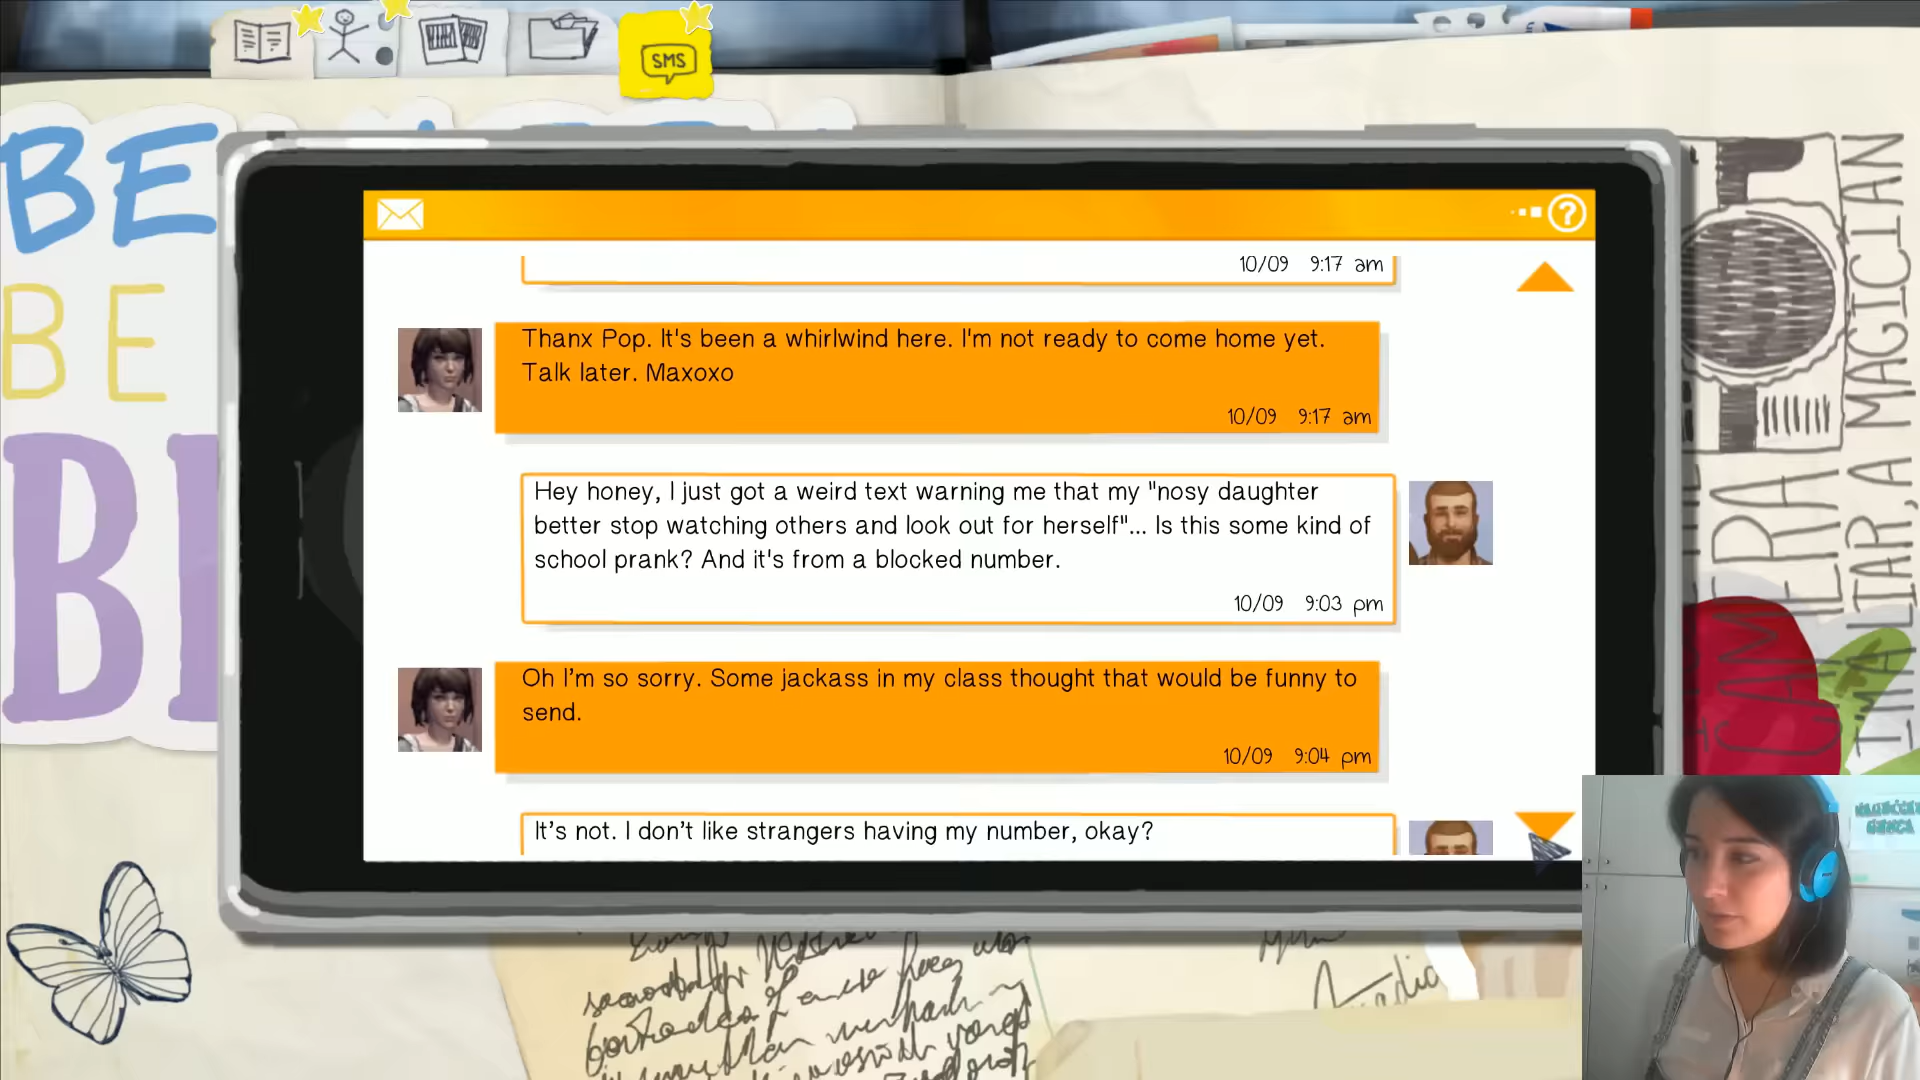 SMS
BE
BE
10/09 9:17 am
Thanx Pop. It's been a whirlwind here. I'm not ready to come home yet.
Talk later. Maxoxo
10/09 9:17 am
Hey honey, I just got a weird text warning me that my "nosy daughter
better stop watching others and look out for herself"... Is this some kind of
school prank? And it's from a blocked number.
10/09 9:03 pm
Oh I'm so sorry. Some jackass in my class thought that would be funny to
send.
10/09 9:04 pm
It's not. I don't like strangers having my number, okay?
CAMERA
LIAR, A MAGICIAN